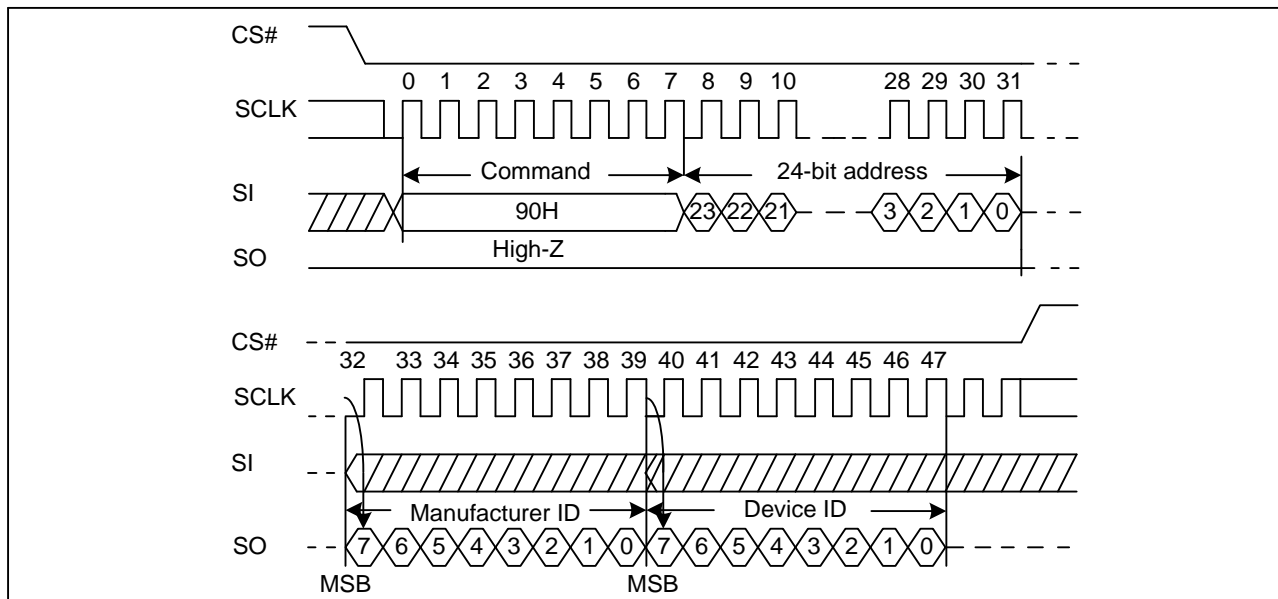 CS#
0 1 2 3 4 5 6 7 8 9 10 28 29 30 31
SCLK
Command 24-bit address
SI
90H 23 22 21 3 2 1 0
High-Z
SO
CS#
32 33 34 35 36 37 38 39 40 41 42 43 44 45 46 47
SCLK
SI
Manufacturer ID Device ID
SO 7 6 5 4 3 2 1 0 7 6 5 4 3 2 1 0
MSB MSB